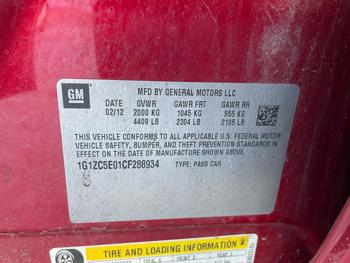 GM
MFD BY GENERAL MOTORS LLC
DATE GVWR GAWR FRT GAWR RR
02/12 2000 KG 1045 KG 955 KG
4409 LB 2304 LB 2105 LB
THIS VEHICLE CONFORMS TO ALL APPLICABLE U.S. FEDERAL MOTOR
VEHICLE SAFETY, BUMPER, AND THEFT PREVENTION STANDARDS IN
EFFECT ON THE DATE OF MANUFACTURE SHOWN ABOVE.
1G1ZC5E01CF288934 TYPE: PASS CAR
TIRE AND LOADING INFORMATION